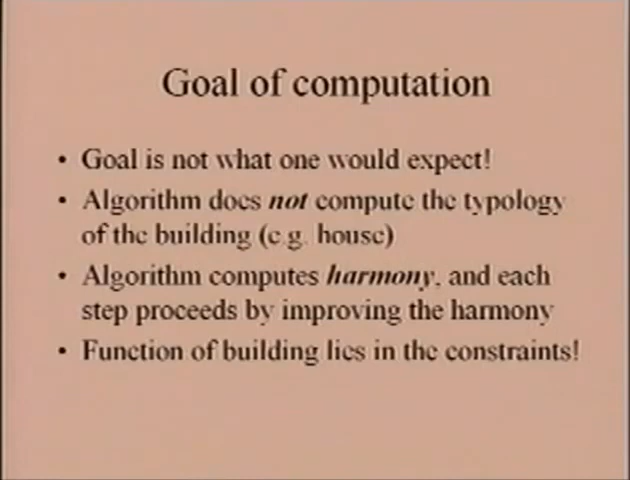 Goal of computation
• Goal is not what one would expect!
• Algorithm does not compute the typology
of the building (e.g. house)
• Algorithm computes harmony, and each
step proceeds by improving the harmony
• Function of building lies in the constraints!